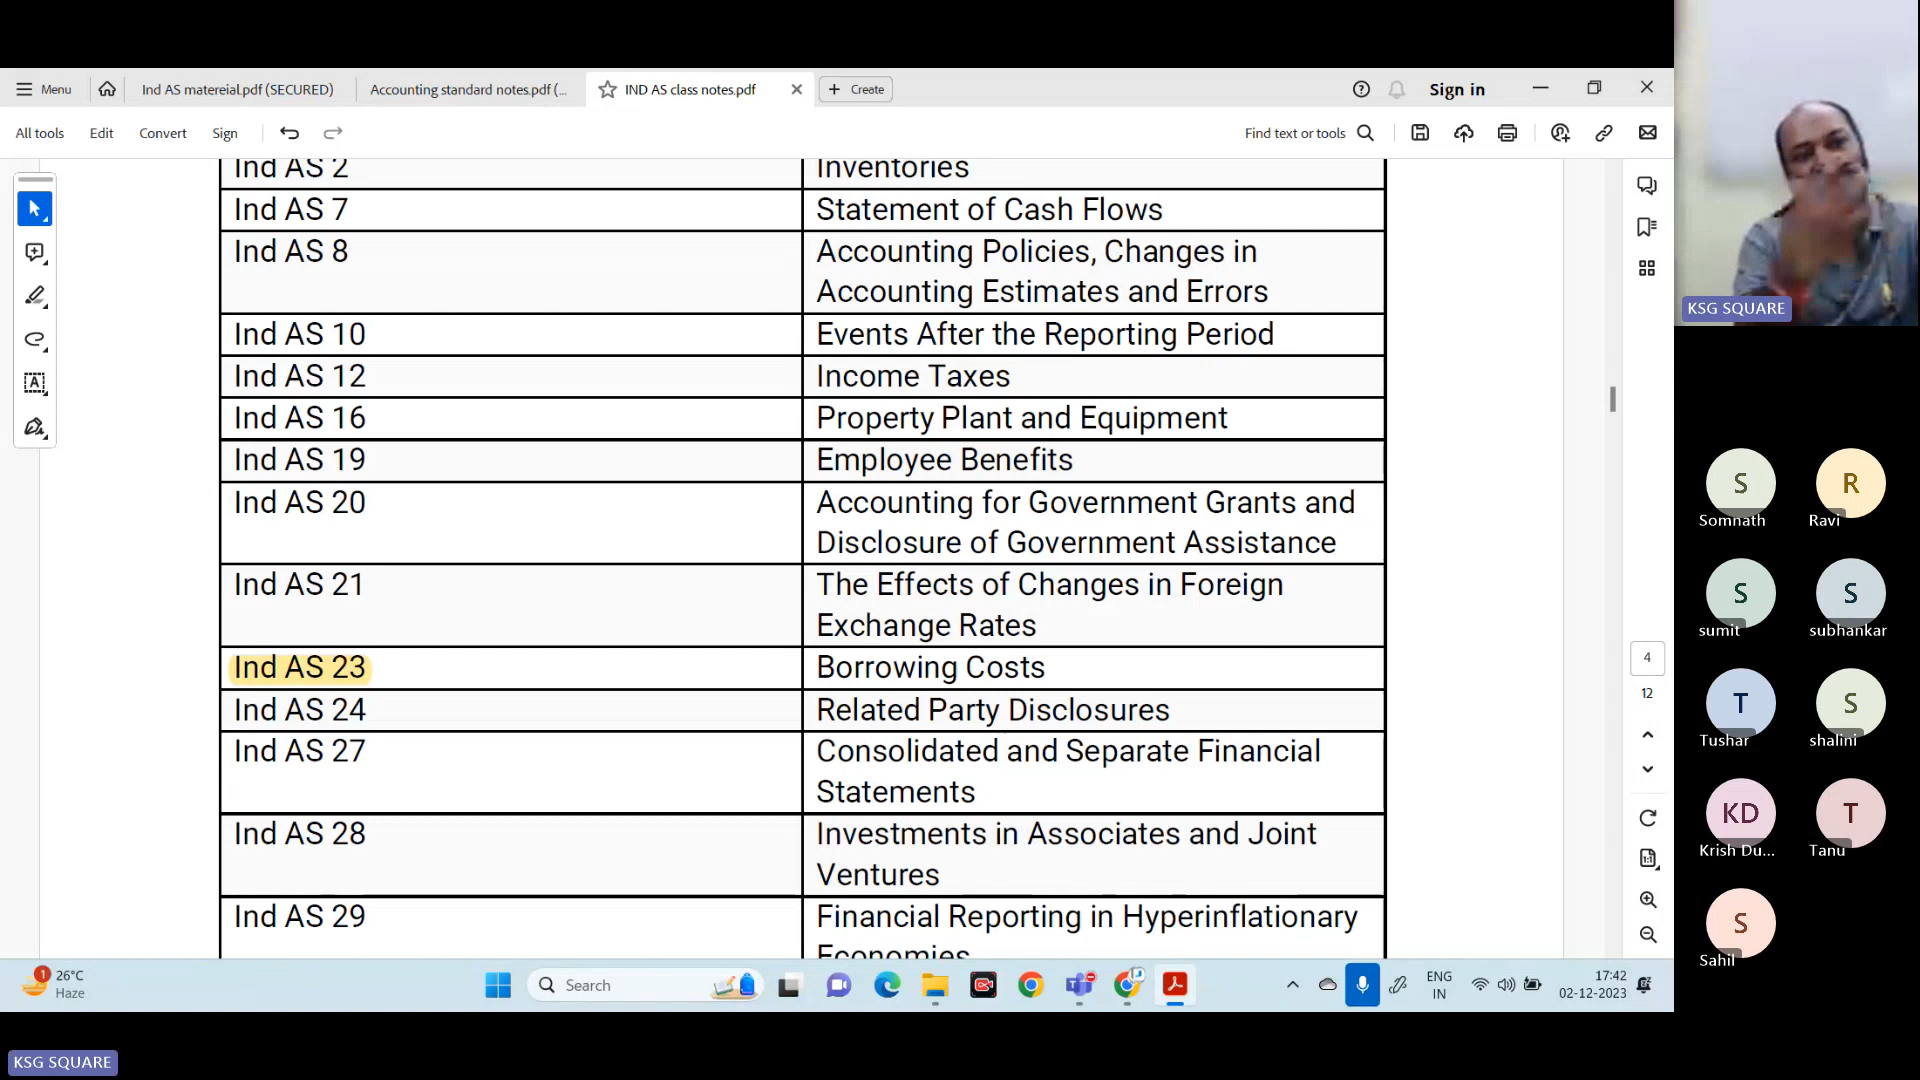 Menu
Ind AS matereial.pdf (SECURED)
Accounting standard notes.pdf (...
IND AS class notes.pdf
Create
Sign in
All tools
Edit
Convert
Sign
Find text or tools
Ind AS 2 Inventories
Ind AS 7 Statement of Cash Flows
Ind AS 8 Accounting Policies, Changes in
Accounting Estimates and Errors
Ind AS 10 Events After the Reporting Period
Ind AS 12 Income Taxes
Ind AS 16 Property Plant and Equipment
Ind AS 19 Employee Benefits
Ind AS 20 Accounting for Government Grants and
Disclosure of Government Assistance
Ind AS 21 The Effects of Changes in Foreign
Exchange Rates
Ind AS 23 Borrowing Costs
Ind AS 24 Related Party Disclosures
Ind AS 27 Consolidated and Separate Financial
Statements
Ind AS 28 Investments in Associates and Joint
Ventures
Ind AS 29 Financial Reporting in Hyperinflationary
Economies
4
12
1:1
KSG SQUARE
S
Somnath
R
Ravi
S
sumit
S
subhankar
T
Tushar
S
shalini
KD
Krish Du...
T
Tanu
S
Sahil
1
26°C
Haze
Search
ENG
IN
17:42
02-12-2023
KSG SQUARE